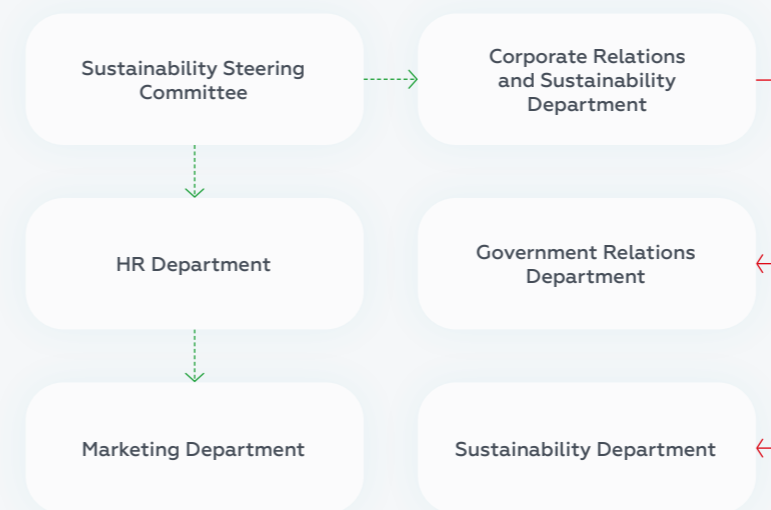 Sustainability Steering
Committee
Corporate Relations
and Sustainability
Department
HR Department
Government Relations
Department
Marketing Department
Sustainability Department